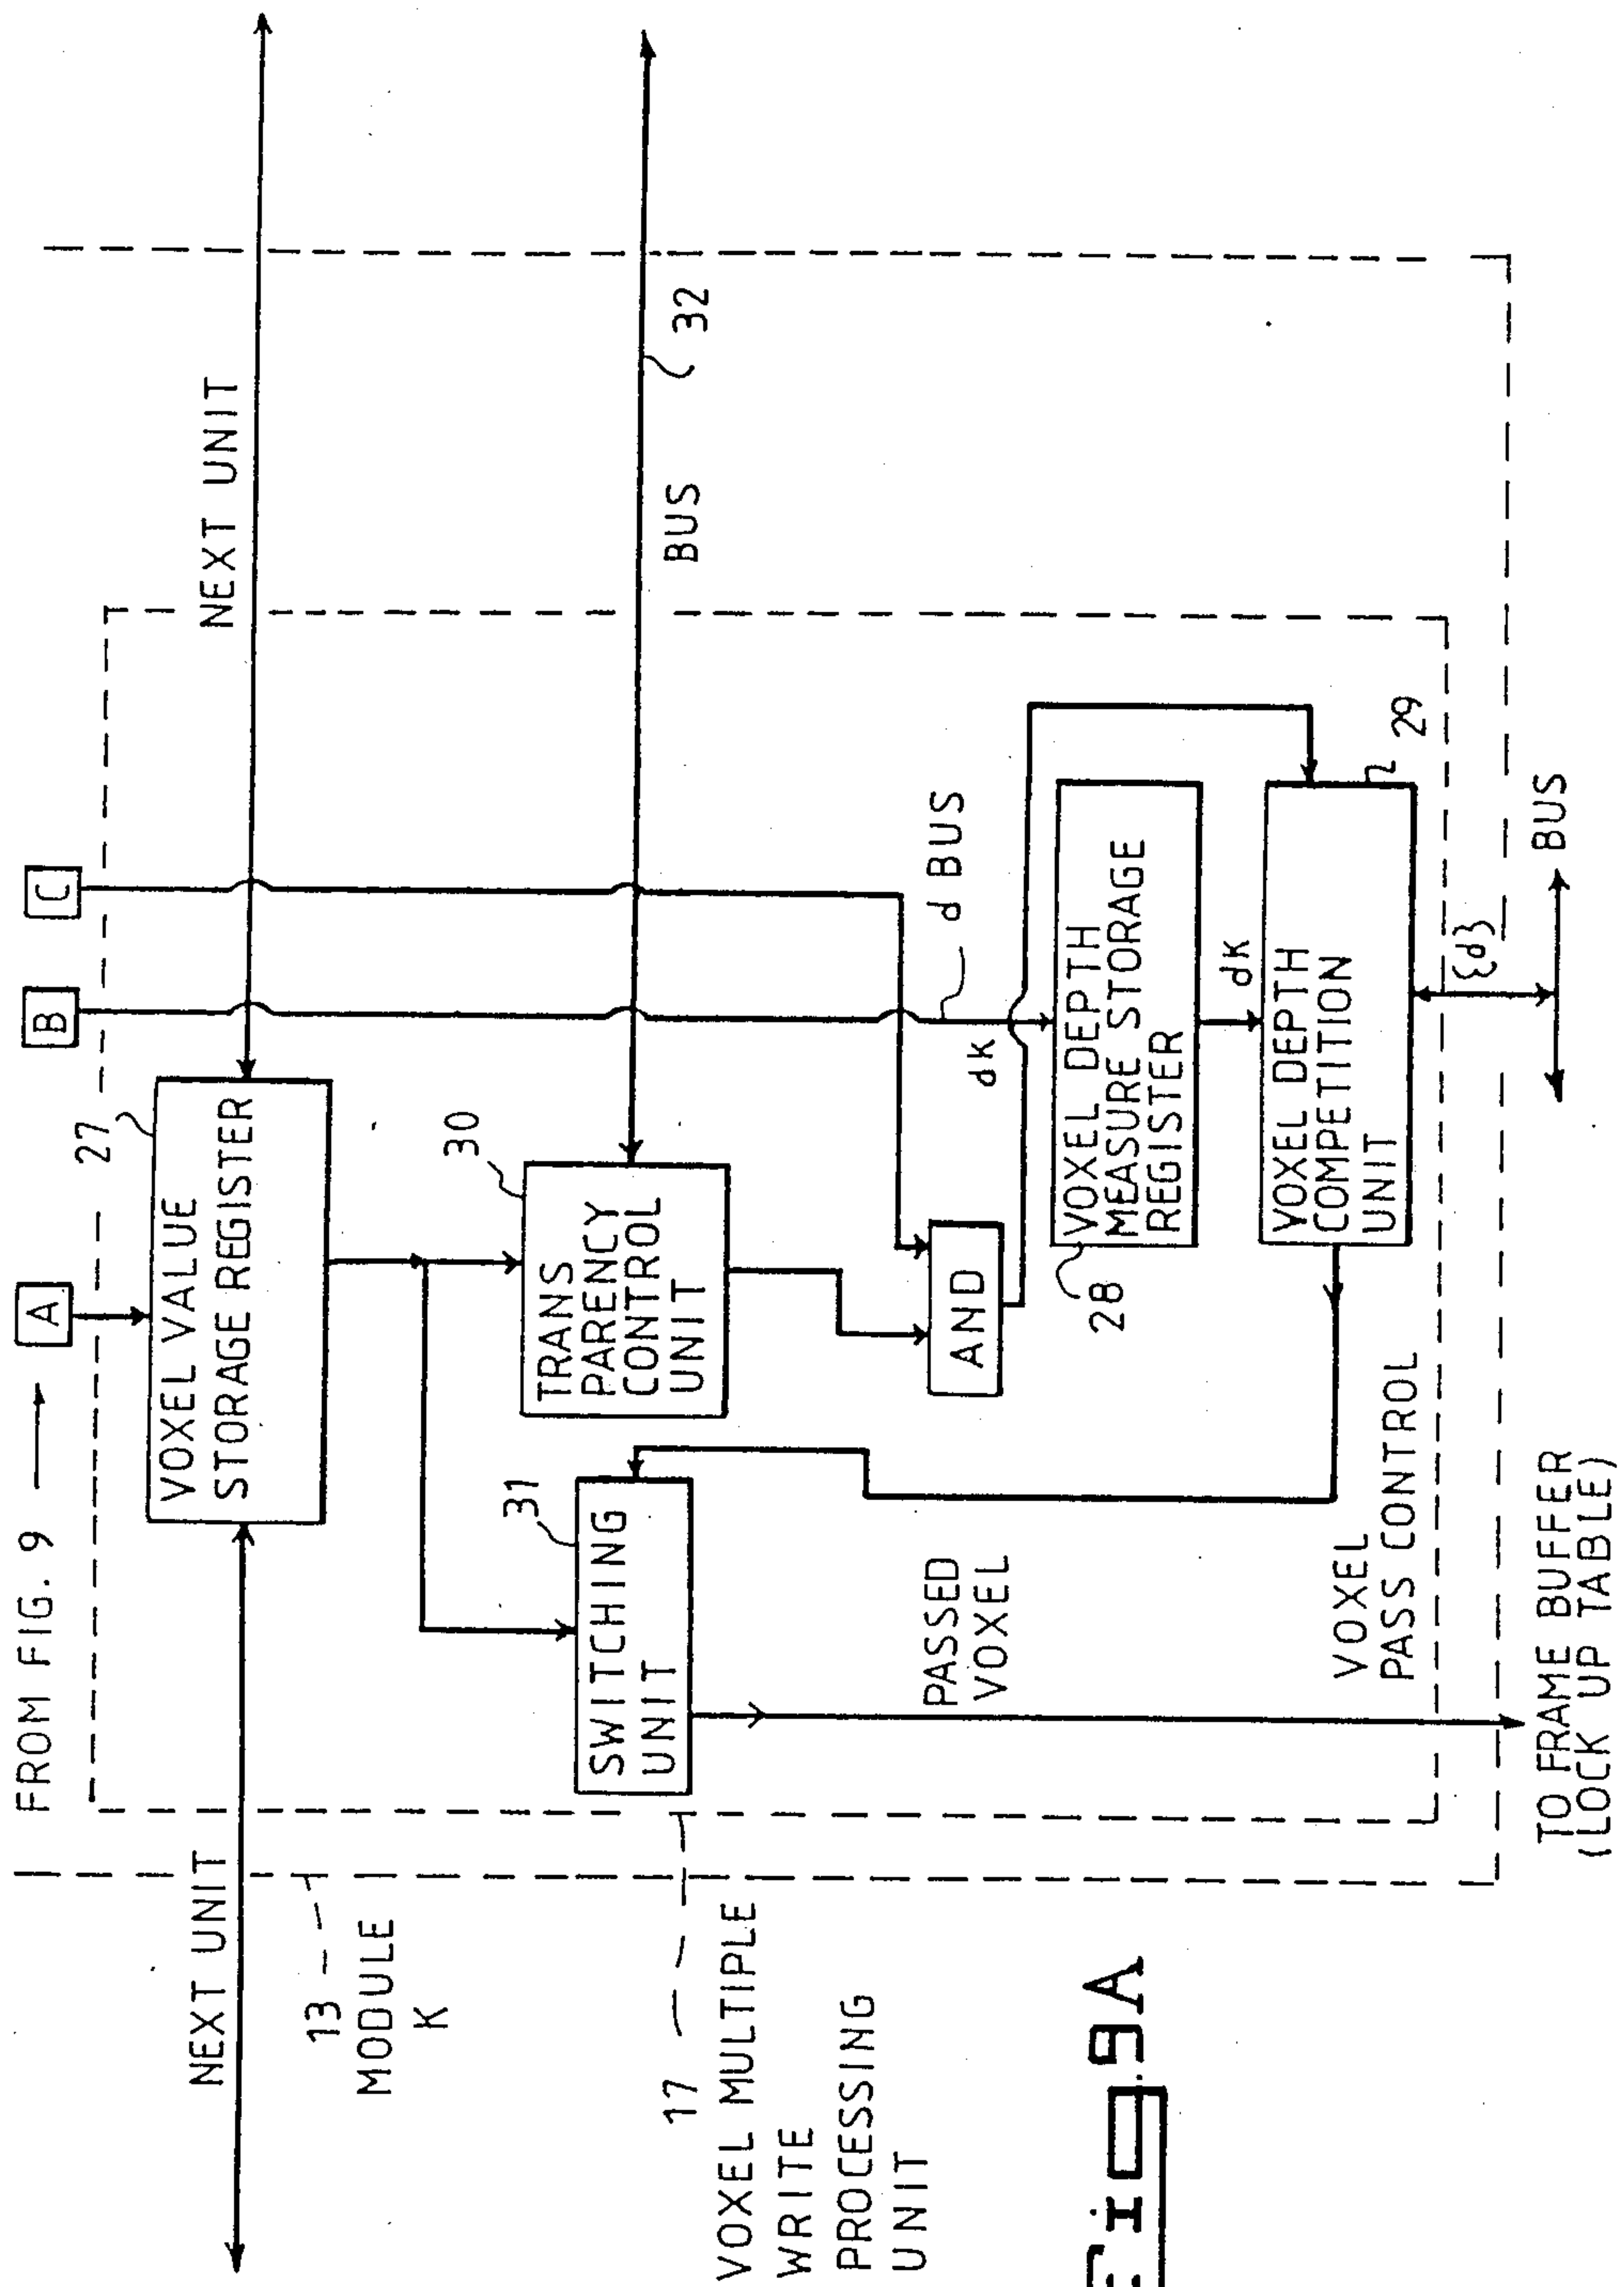 FROM FIG. 9
A
B
C
NEXT UNIT
NEXT UNIT
27
VOXEL VALUE
STORAGE REGISTER
13
MODULE
K
30
TRANS
PARENCY
CONTROL
UNIT
BUS
32
31
SWITCHING
UNIT
17
VOXEL MULTIPLE
WRITE
PROCESSING
UNIT
PASSED
VOXEL
AND
d BUS
dK
28
VOXEL DEPTH
MEASURE STORAGE
REGISTER
dK
VOXEL DEPTH
COMPETITION
UNIT
29
VOXEL
PASS CONTROL
{d}
BUS
TO FRAME BUFFER
(LOCK UP TABLE)
Fig. 9A